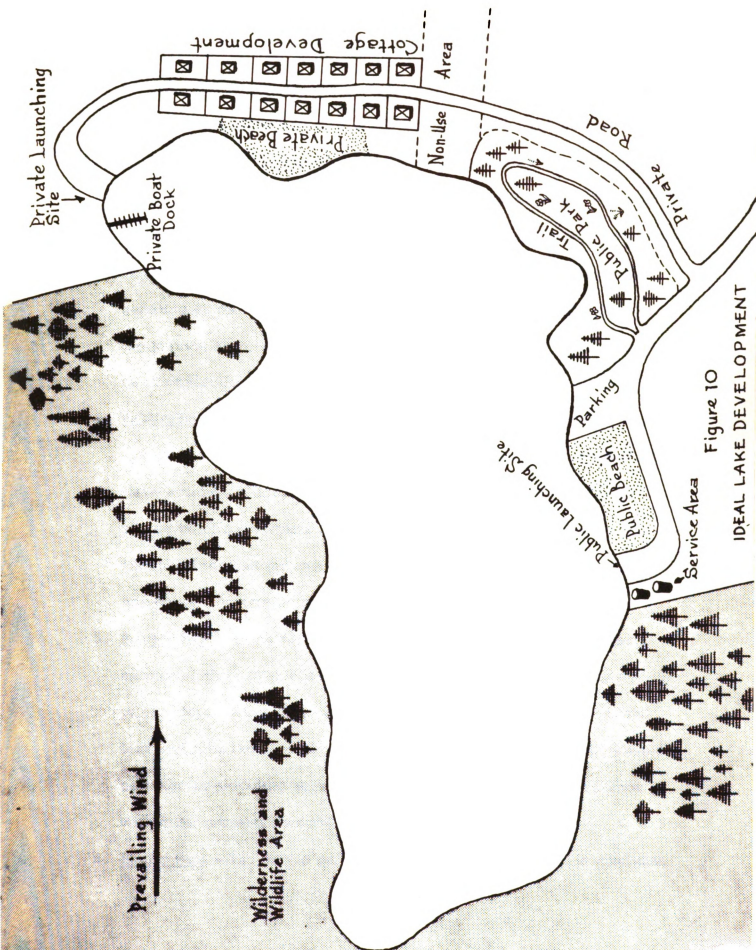 Cottage Development
Private Launching
Site
Private Boat
Dock
Private Beach
Non-Use
Area
Private
Road
Public Park
Trail
Parking
Public Launching Site
Public Beach
Service Area
Prevailing Wind
Wilderness and
Wildlife Area
Figure 10
IDEAL LAKE DEVELOPMENT